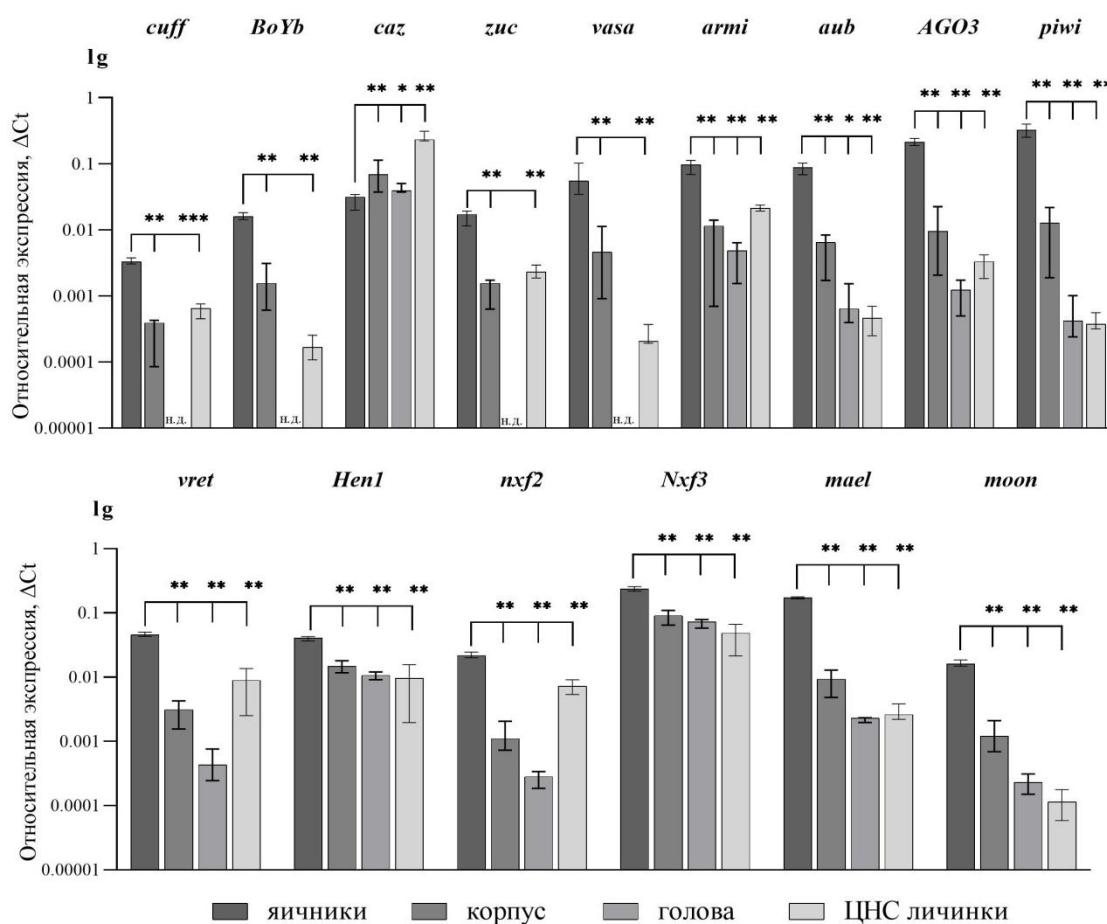 cuff BoYb caz zuc vasa armi aub AGO3 piwi
lg
Относительная экспрессия, ΔCt
1
0.1
0.01
0.001
0.0001
0.00001
** *** ** ** ** * ** ** ** ** ** ** ** ** ** * ** ** ** ** ** ** **
н.д. н.д. н.д. н.д.
vret Hen1 nxf2 Nxf3 mael moon
lg
Относительная экспрессия, ΔCt
1
0.1
0.01
0.001
0.0001
0.00001
** ** ** ** ** ** ** ** ** ** ** ** ** ** ** ** ** **
яичники корпус голова ЦНС личинки